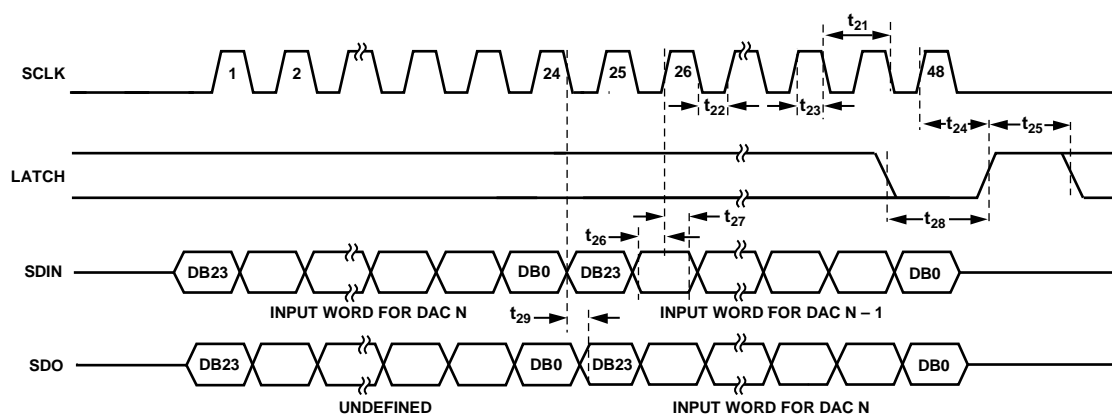 t21
SCLK
1 2 24 25 26 48
t22 t23
t24 t25
LATCH
t28
t27
t26
SDIN
DB23 DB0 DB23 DB0
INPUT WORD FOR DAC N INPUT WORD FOR DAC N – 1
t29
SDO
DB23 DB0 DB23 DB0
UNDEFINED INPUT WORD FOR DAC N